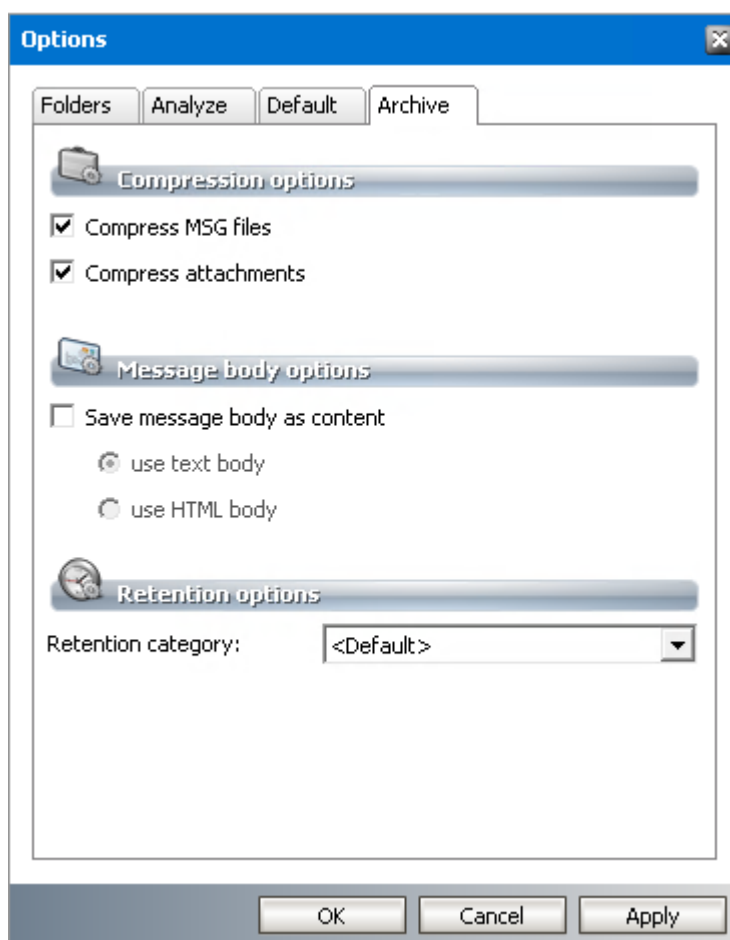 Options
Folders Analyze Default Archive
Compression options
Compress MSG files
Compress attachments
Message body options
Save message body as content
use text body
use HTML body
Retention options
Retention category: <Default>
OK Cancel Apply